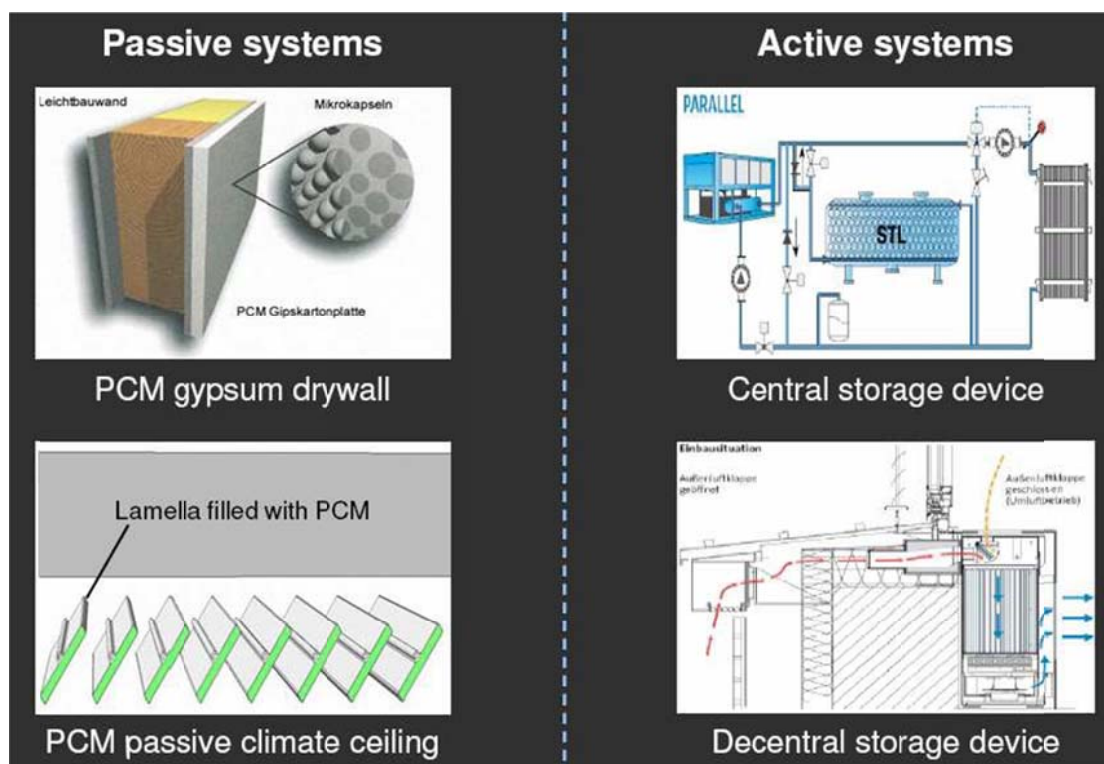 Passive systems
Leichtbauwand
Mikrokapseln
PCM Gipskartonplatte
PCM gypsum drywall
Lamella filled with PCM
PCM passive climate ceiling
Active systems
PARALLEL
STL
Central storage device
Einbausituation
Außenluftklappe
geöffnet
Außenluftklappe
geschlossen
(Umluftbetrieb)
Decentral storage device